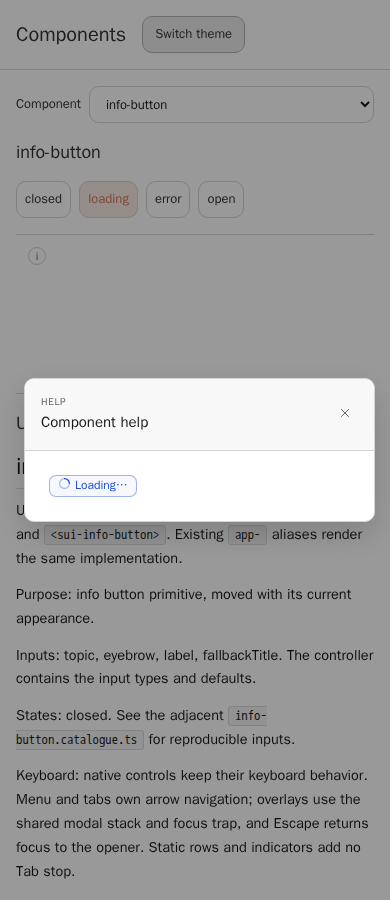 Components
Switch theme
Component
info-button
info-button
closed
loading
error
open
i
HELP
Component help
Loading···
and <sui-info-button>. Existing app- aliases render
the same implementation.
Purpose: info button primitive, moved with its current
appearance.
Inputs: topic, eyebrow, label, fallbackTitle. The controller
contains the input types and defaults.
States: closed. See the adjacent info-
button.catalogue.ts for reproducible inputs.
Keyboard: native controls keep their keyboard behavior.
Menu and tabs own arrow navigation; overlays use the
shared modal stack and focus trap, and Escape returns
focus to the opener. Static rows and indicators add no
Tab stop.